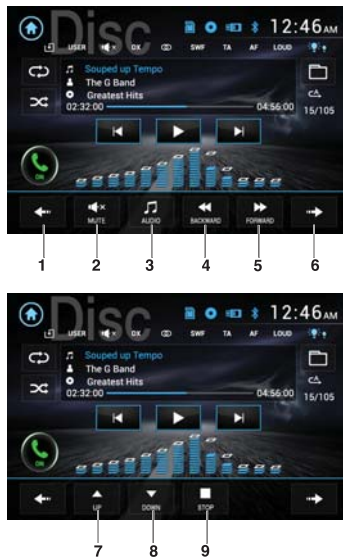 Disc
12:46AM
USER DX SWF TA AF LOUD
Souped up Tempo
The G Band
Greatest Hits
02:32:00 04:56:00
15/105
ON
MUTE AUDIO BACKWARD FORWARD
1 2 3 4 5 6
Disc
12:46AM
USER DX SWF TA AF LOUD
Souped up Tempo
The G Band
Greatest Hits
02:32:00 04:56:00
15/105
ON
UP DOWN STOP
7 8 9